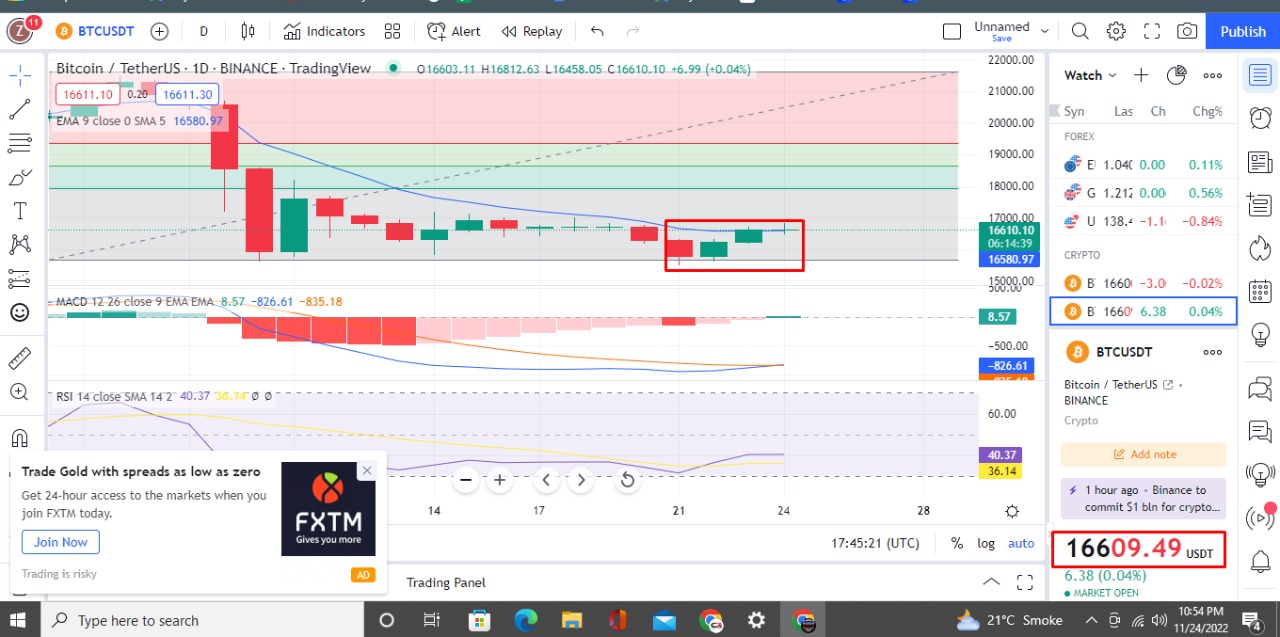 Z 11
BTCUSDT
D
Indicators
Alert
Replay
Unnamed
Save
Publish
Bitcoin / TetherUS · 1D · BINANCE · TradingView
O16603.11 H16812.63 L16458.05 C16610.10 +6.99 (+0.04%)
16611.10 0.20 16611.30
EMA 9 close 0 SMA 5 16580.97
22000.00
21000.00
20000.00
19000.00
18000.00
17000.00
16610.10
06:14:39
16580.97
15000.00
MACD 12 26 close 9 EMA EMA 8.57 −826.61 −835.18
8.57
−500.00
−826.61
RSI 14 close SMA 14 2 40.37 36.14 Ø Ø
60.00
40.37
36.14
14 17 21 24 28
17:45:21 (UTC) % log auto
Trading Panel
Trade Gold with spreads as low as zero
Get 24-hour access to the markets when you
join FXTM today.
Join Now
Trading is risky
FXTM
Gives you more
AD
Watch
Syn Las Ch Chg%
FOREX
E 1.040 0.00 0.11%
G 1.212 0.00 0.56%
U 138.4 −1.1 −0.84%
CRYPTO
B 1660 −3.0 −0.02%
B 1660 6.38 0.04%
BTCUSDT
Bitcoin / TetherUS •
BINANCE
Crypto
Add note
1 hour ago • Binance to
commit $1 bln for crypto...
16609.49 USDT
6.38 (0.04%)
MARKET OPEN
Type here to search
21°C Smoke
10:54 PM
11/24/2022
4